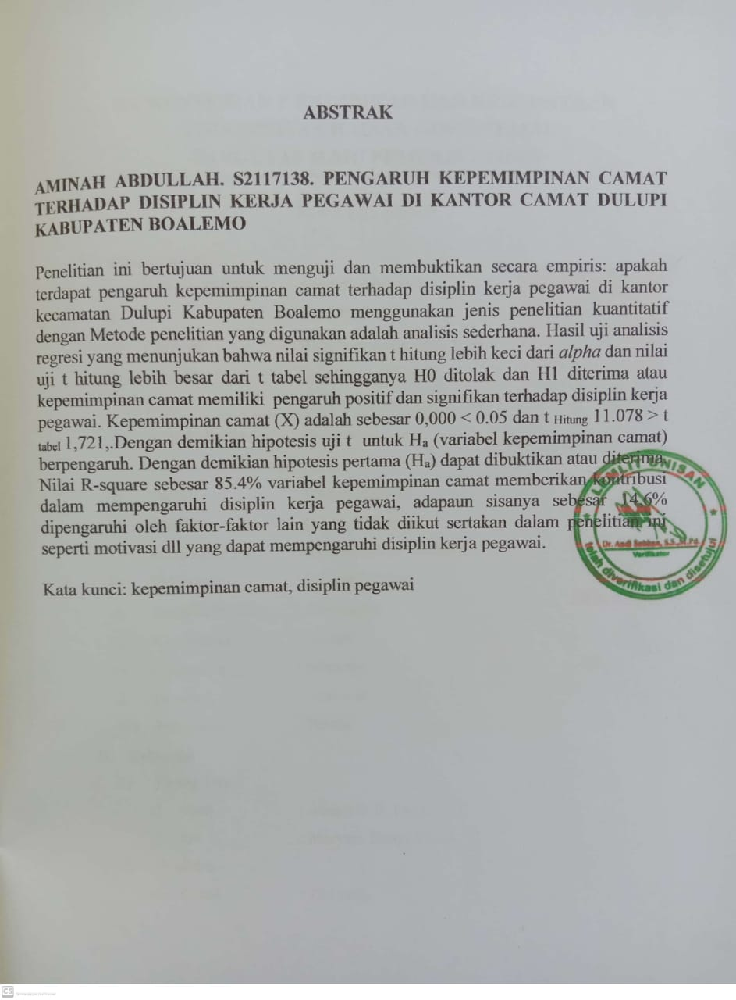 ABSTRAK
AMINAH ABDULLAH. S2117138. PENGARUH KEPEMIMPINAN CAMAT
TERHADAP DISIPLIN KERJA PEGAWAI DI KANTOR CAMAT DULUPI
KABUPATEN BOALEMO
Penelitian ini bertujuan untuk menguji dan membuktikan secara empiris: apakah
terdapat pengaruh kepemimpinan camat terhadap disiplin kerja pegawai di kantor
kecamatan Dulupi Kabupaten Boalemo menggunakan jenis penelitian kuantitatif
dengan Metode penelitian yang digunakan adalah analisis sederhana. Hasil uji analisis
regresi yang menunjukan bahwa nilai signifikan t hitung lebih keci dari alpha dan nilai
uji t hitung lebih besar dari t tabel sehingganya H0 ditolak dan H1 diterima atau
kepemimpinan camat memiliki pengaruh positif dan signifikan terhadap disiplin kerja
pegawai. Kepemimpinan camat (X) adalah sebesar 0,000 < 0.05 dan t Hitung 11.078 > t
tabel 1,721,.Dengan demikian hipotesis uji t untuk Ha (variabel kepemimpinan camat)
berpengaruh. Dengan demikian hipotesis pertama (Ha) dapat dibuktikan atau diterima.
Nilai R-square sebesar 85.4% variabel kepemimpinan camat memberikan kontribusi
dalam mempengaruhi disiplin kerja pegawai, adapaun sisanya sebesar 14.6%
dipengaruhi oleh faktor-faktor lain yang tidak diikut sertakan dalam penelitian ini
seperti motivasi dll yang dapat mempengaruhi disiplin kerja pegawai.
LEMLIT UNISAN
Dr. Andi
Verifikator
telah diverifikasi dan disetujui
Kata kunci: kepemimpinan camat, disiplin pegawai
CS